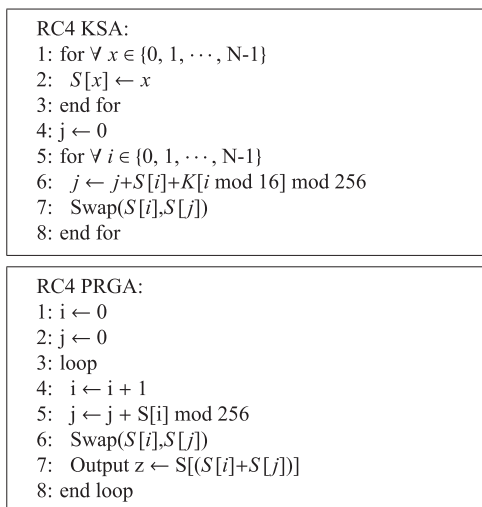 RC4 KSA:
1: for ∀ x ∈ {0, 1, ···, N-1}
2: S[x] ← x
3: end for
4: j ← 0
5: for ∀ i ∈ {0, 1, ···, N-1}
6: j ← j+S[i]+K[i mod 16] mod 256
7: Swap(S[i],S[j])
8: end for
RC4 PRGA:
1: i ← 0
2: j ← 0
3: loop
4: i ← i + 1
5: j ← j + S[i] mod 256
6: Swap(S[i],S[j])
7: Output z ← S[(S[i]+S[j])]
8: end loop